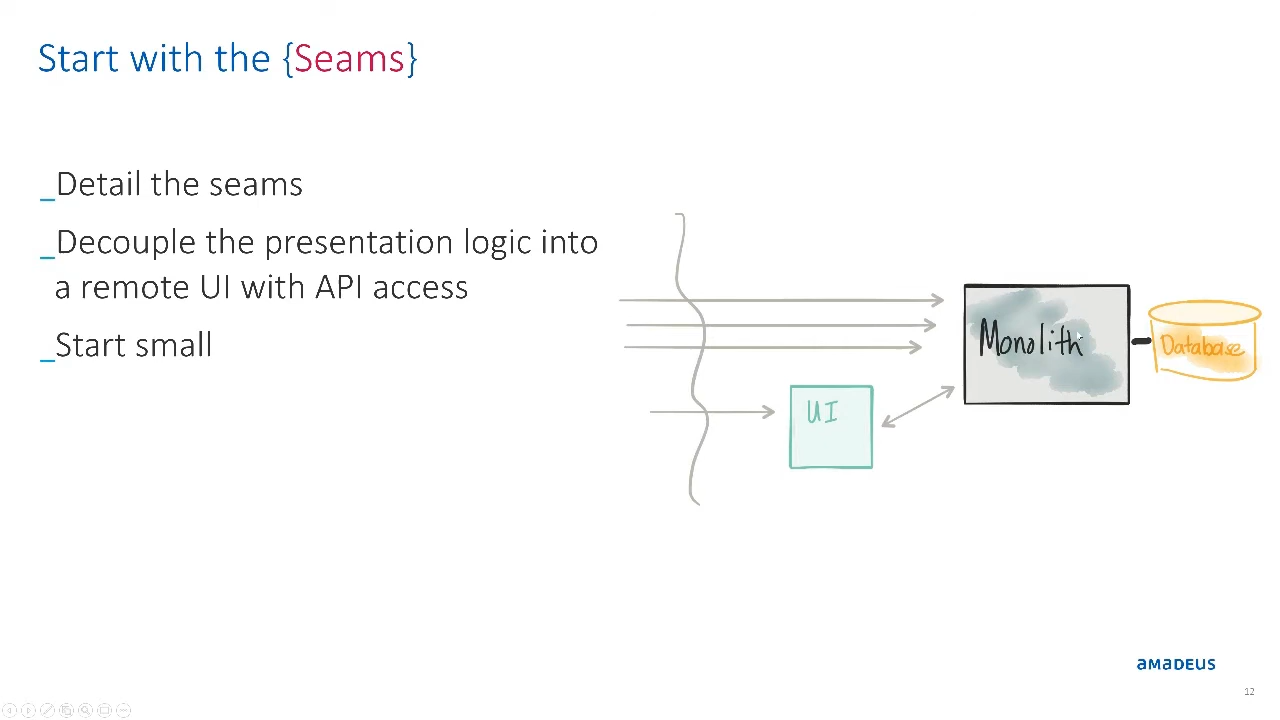 Start with the {Seams}
_Detail the seams
_Decouple the presentation logic into
a remote UI with API access
_Start small
Monolith
Database
UI
amadeus
12